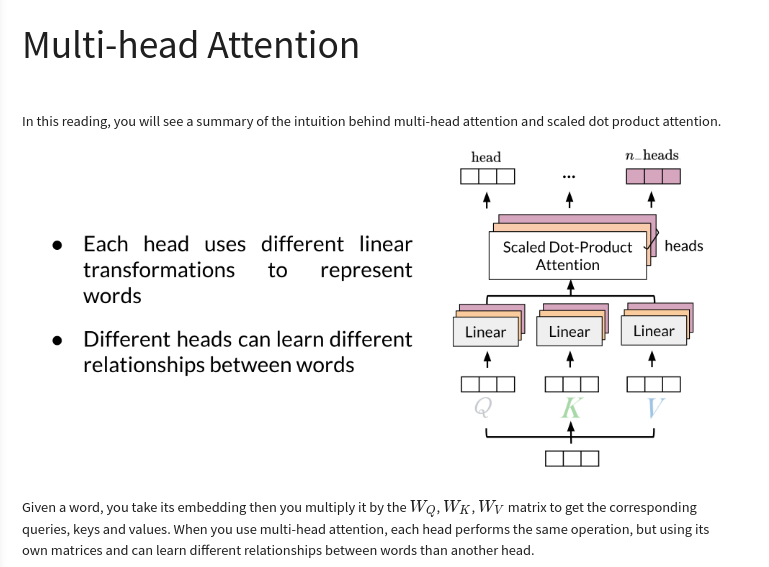 Multi-head Attention
In this reading, you will see a summary of the intuition behind multi-head attention and scaled dot product attention.
head
...
n_heads
● Each head uses different linear
transformations to represent
words
● Different heads can learn different
relationships between words
Scaled Dot-Product
Attention
heads
Linear
Linear
Linear
Q
K
V
Given a word, you take its embedding then you multiply it by the W_Q, W_K, W_V matrix to get the corresponding
queries, keys and values. When you use multi-head attention, each head performs the same operation, but using its
own matrices and can learn different relationships between words than another head.